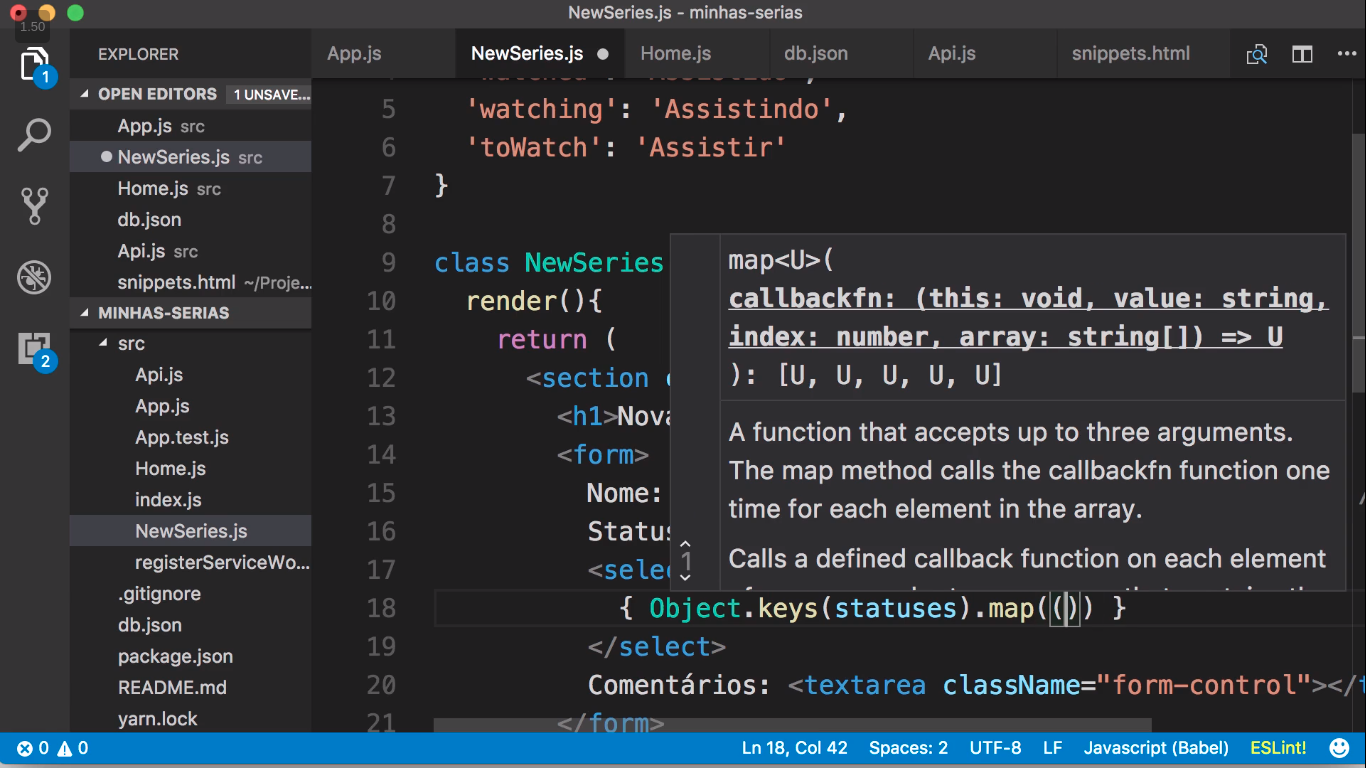 NewSeries.js - minhas-serias
1.50
EXPLORER
App.js
NewSeries.js
Home.js
db.json
Api.js
snippets.html
1
OPEN EDITORS
1 UNSAVE...
App.js src
NewSeries.js src
Home.js src
db.json
Api.js src
snippets.html ~/Proje...
MINHAS-SERIAS
src
Api.js
App.js
App.test.js
Home.js
index.js
NewSeries.js
registerServiceWo...
.gitignore
db.json
package.json
README.md
yarn.lock
2
5 'watching': 'Assistindo',
6 'toWatch': 'Assistir'
7 }
8
9 class NewSeries
10 render(){
11 return (
12 <section
13 <h1>Nova
14 <form>
15 Nome:
16 Status
17 <selec
18 { Object.keys(statuses).map(()) }
19 </select>
20 Comentários: <textarea className="form-control"></
21 </form>
map<U>(
callbackfn: (this: void, value: string,
index: number, array: string[]) => U
): [U, U, U, U, U]
A function that accepts up to three arguments.
The map method calls the callbackfn function one
time for each element in the array.
1
Calls a defined callback function on each element
0 0
Ln 18, Col 42 Spaces: 2 UTF-8 LF Javascript (Babel) ESLint!